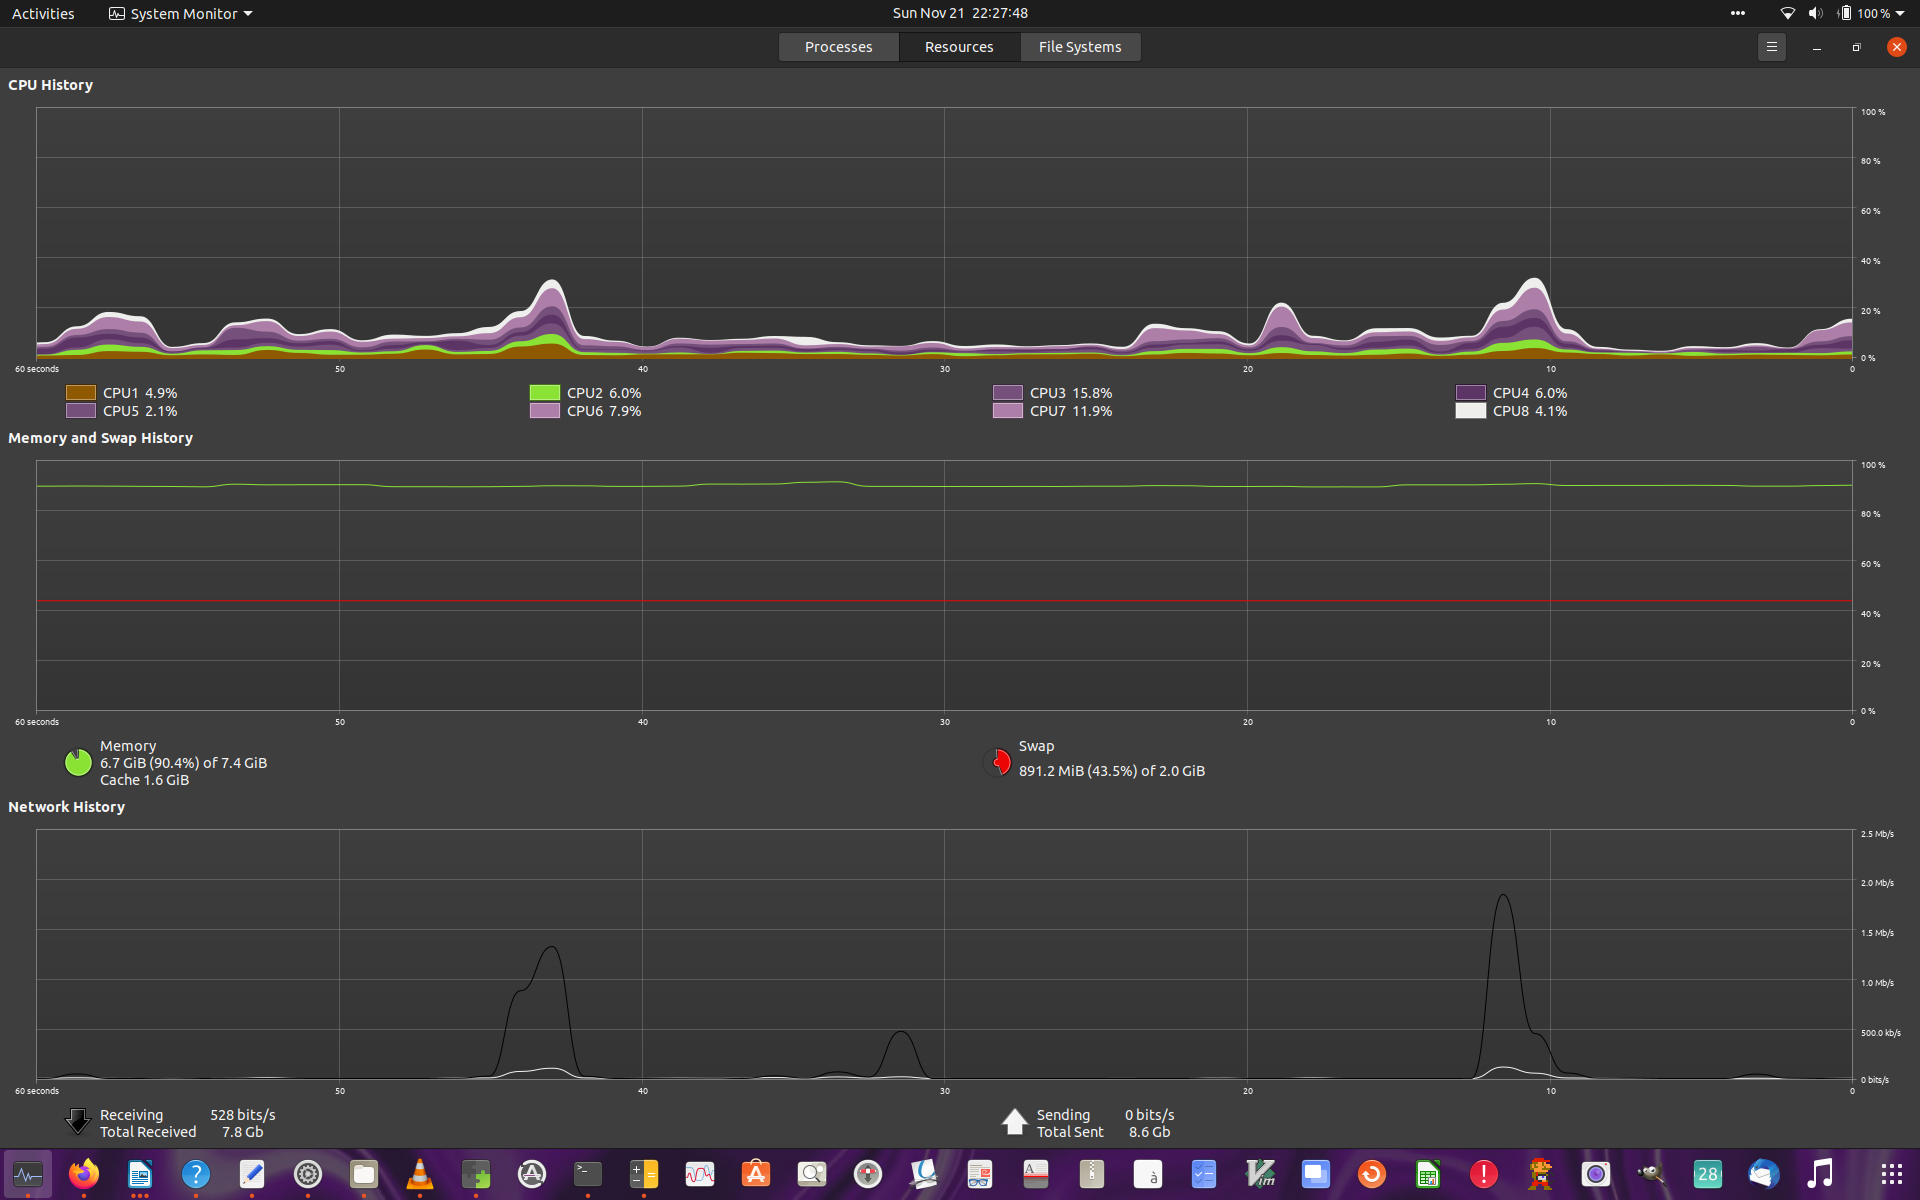 Activities System Monitor Sun Nov 21 22:27:48 100 %
Processes Resources File Systems
CPU History
100 %
80 %
60 %
40 %
20 %
0 %
60 seconds 50 40 30 20 10 0
CPU1 4.9% CPU2 6.0% CPU3 15.8% CPU4 6.0%
CPU5 2.1% CPU6 7.9% CPU7 11.9% CPU8 4.1%
Memory and Swap History
100 %
80 %
60 %
40 %
20 %
0 %
60 seconds 50 40 30 20 10 0
Memory
6.7 GiB (90.4%) of 7.4 GiB
Cache 1.6 GiB
Swap
891.2 MiB (43.5%) of 2.0 GiB
Network History
2.5 Mb/s
2.0 Mb/s
1.5 Mb/s
1.0 Mb/s
500.0 kb/s
0 bits/s
60 seconds 50 40 30 20 10 0
Receiving 528 bits/s Sending 0 bits/s
Total Received 7.8 Gb Total Sent 8.6 Gb
28